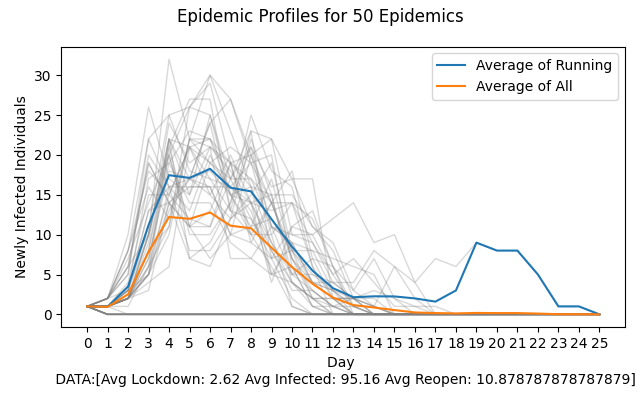 Epidemic Profiles for 50 Epidemics
Average of Running
Average of All
Newly Infected Individuals
30
25
20
15
10
5
0
0 1 2 3 4 5 6 7 8 9 10 11 12 13 14 15 16 17 18 19 20 21 22 23 24 25
Day
DATA:[Avg Lockdown: 2.62 Avg Infected: 95.16 Avg Reopen: 10.878787878787879]